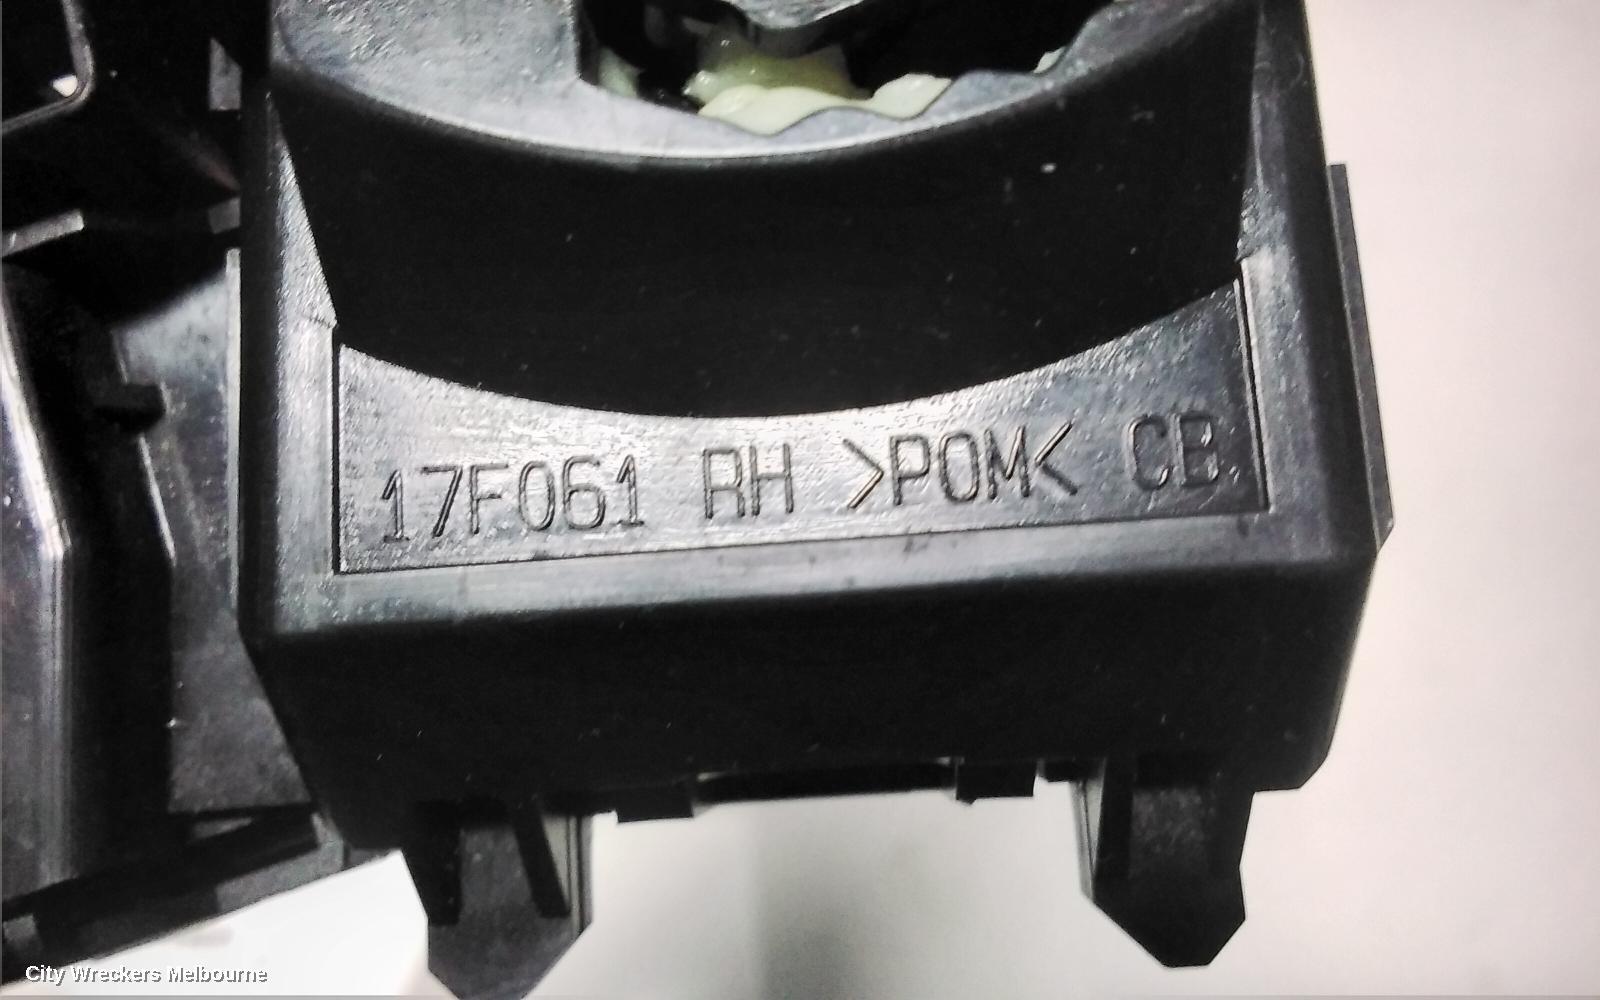 17F061 RH >POM< CB.
City Wreckers Melbourne